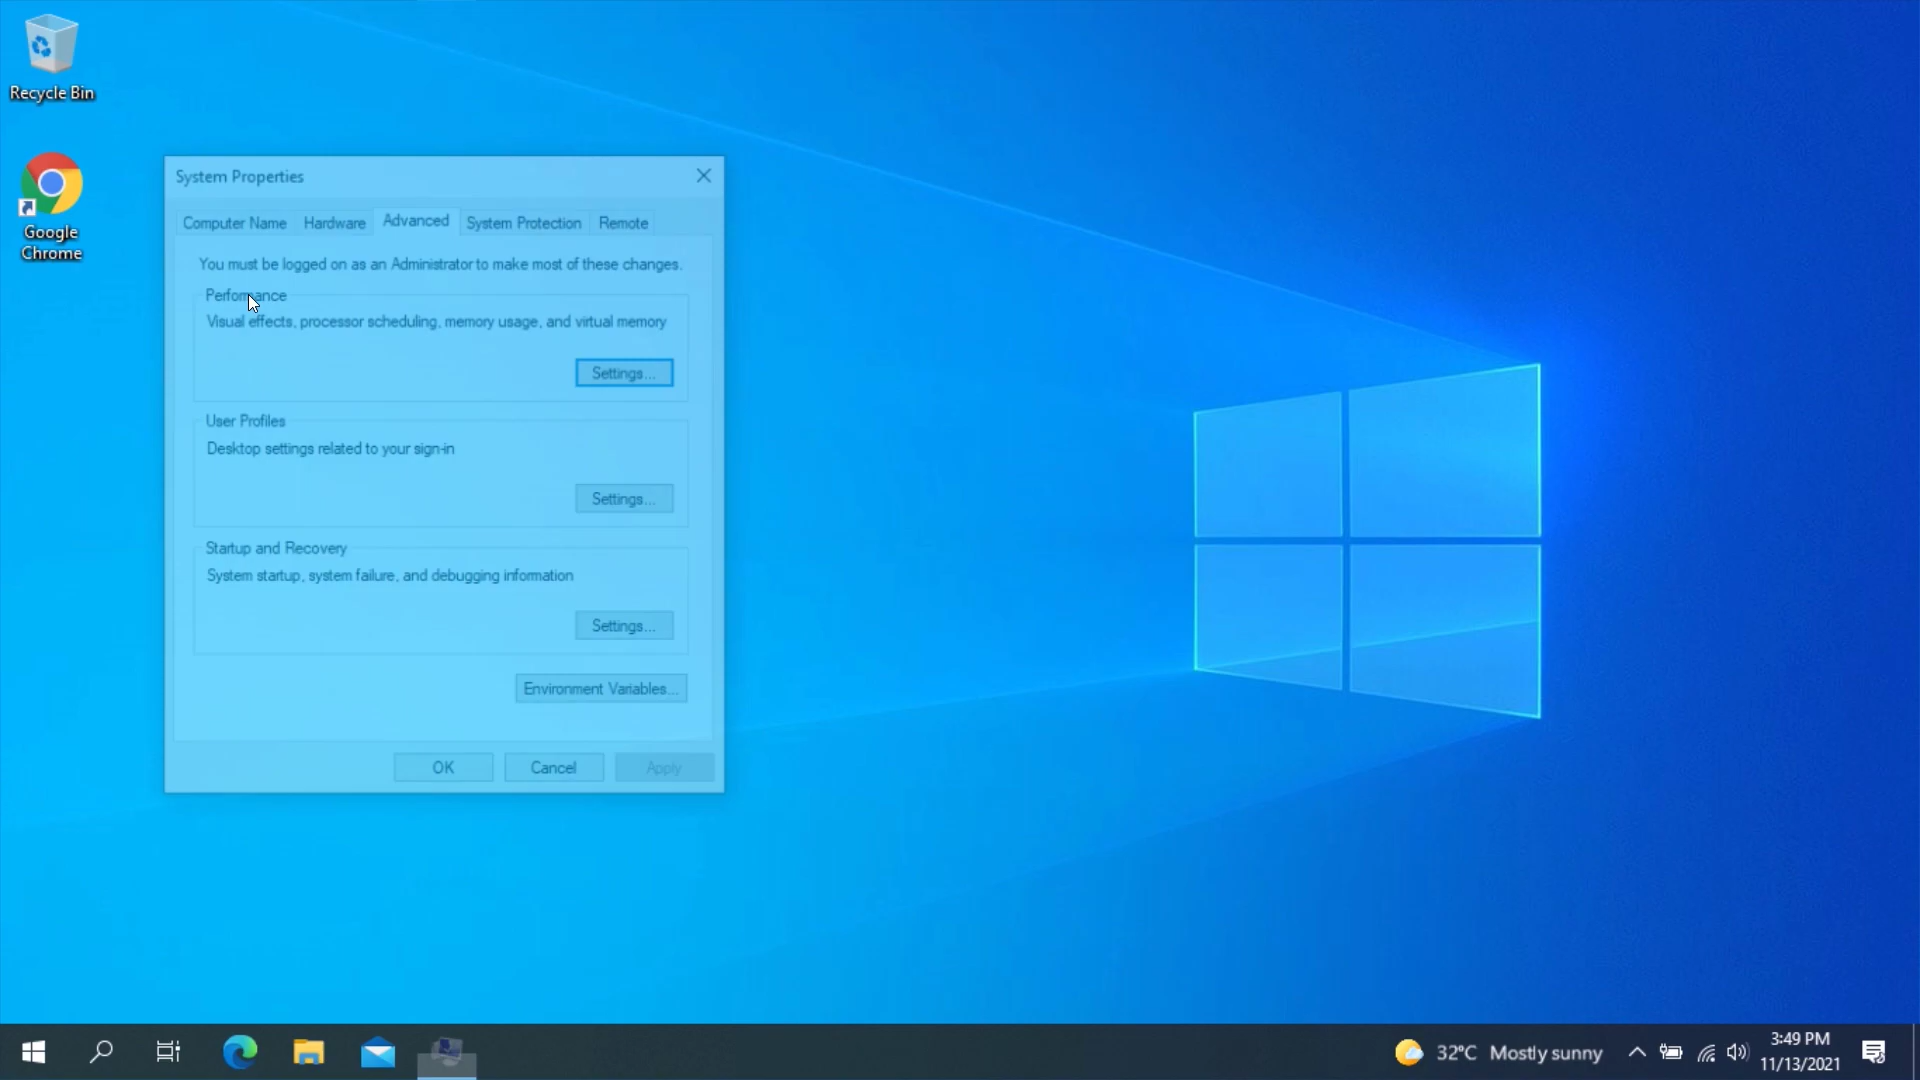 Recycle Bin
Google
Chrome
System Properties
Computer Name Hardware Advanced System Protection Remote
You must be logged on as an Administrator to make most of these changes.
Performance
Visual effects, processor scheduling, memory usage, and virtual memory
Settings...
User Profiles
Desktop settings related to your sign-in
Settings...
Startup and Recovery
System startup, system failure, and debugging information
Settings...
Environment Variables...
OK Cancel Apply
32°C Mostly sunny
3:49 PM
11/13/2021